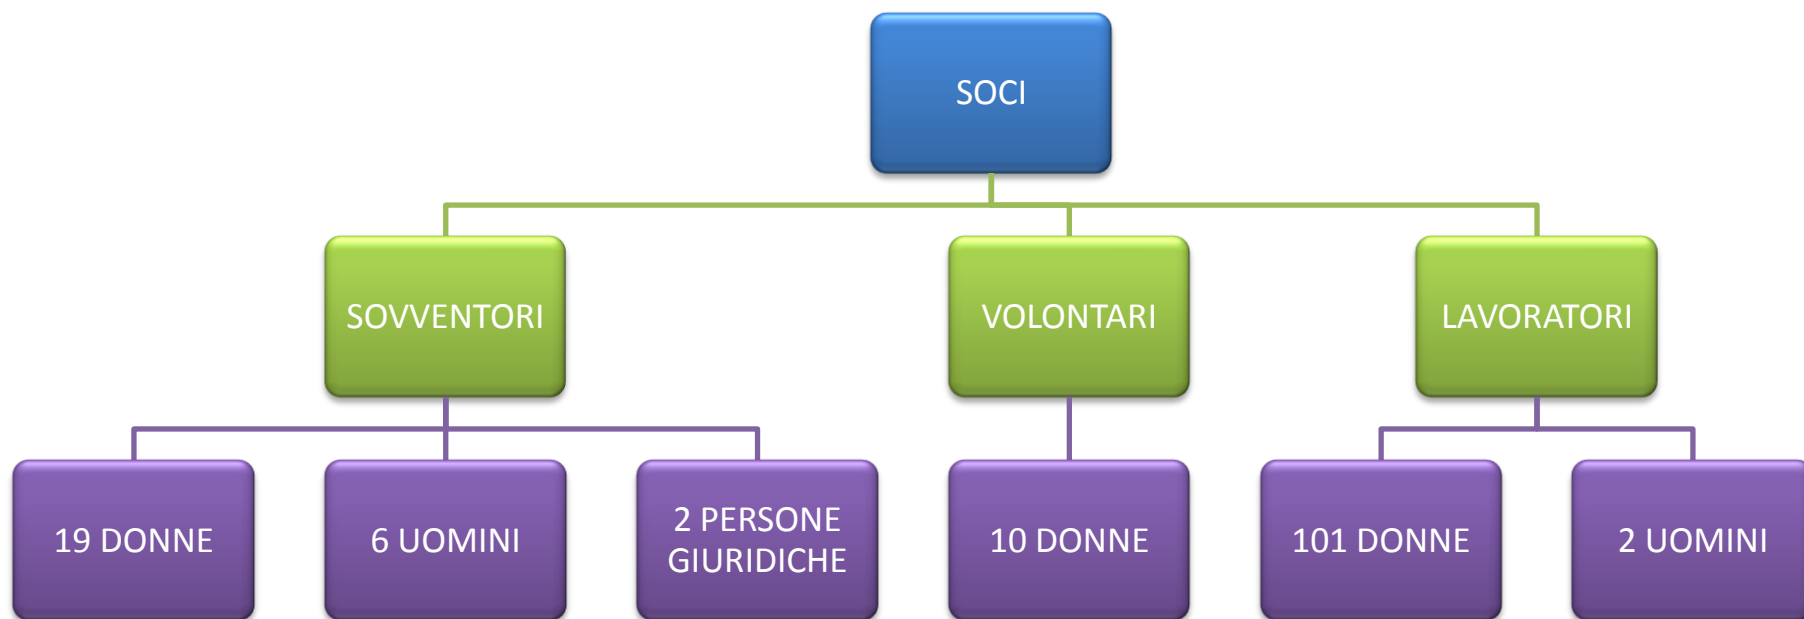 SOCI
SOVVENTORI
VOLONTARI
LAVORATORI
19 DONNE
6 UOMINI
2 PERSONE
GIURIDICHE
10 DONNE
101 DONNE
2 UOMINI